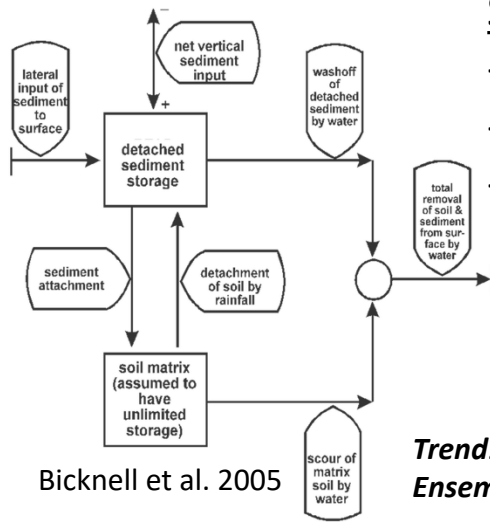 lateral
input of
sediment
to
surface
net vertical
sediment
input
–
+
washoff
of
detached
sediment
by water
detached
sediment
storage
total
removal
of soil &
sediment
from sur-
face by
water
sediment
attachment
detachment
of soil by
rainfall
soil matrix
(assumed to
have
unlimited
storage)
scour of
matrix
soil by
water
Bicknell et al. 2005
Trend
Ensem